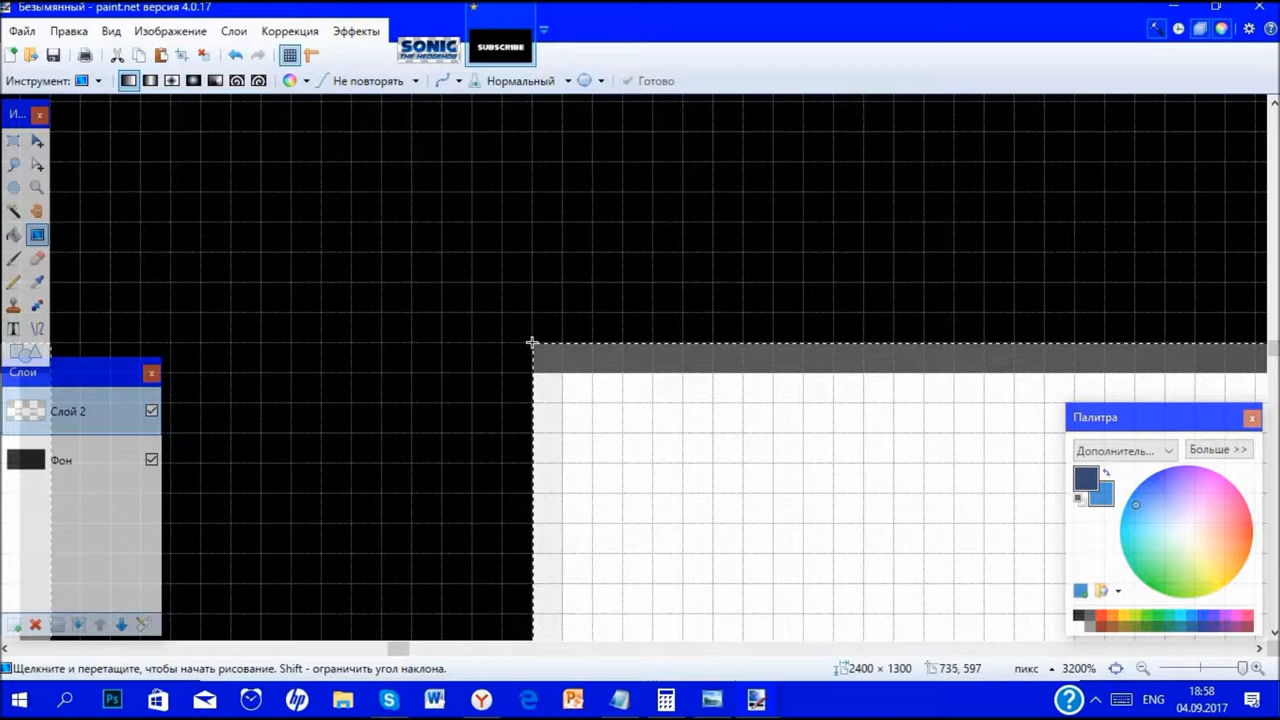 Безымянный - paint.net версия 4.0.17
Файл Правка Вид Изображение Слои Коррекция Эффекты
SONIC
THE HEDGEHOG
SUBSCRIBE
Инструмент: Не повторять Нормальный Готово
И...
Слои
Слой 2
Фон
Палитра
Дополнитель... Больше >>
Щелкните и перетащите, чтобы начать рисование. Shift - ограничить угол наклона. 2400 × 1300 735, 597 пикс 3200%
ENG 18:58
04.09.2017